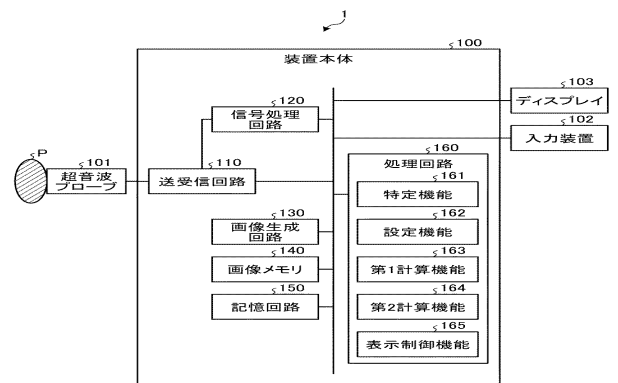 1
100
装置本体
103
ディスプレイ
102
入力装置
120
信号処理
回路
P
101
超音波
プローブ
110
送受信回路
160
処理回路
161
特定機能
130
画像生成
回路
162
設定機能
140
画像メモリ
163
第1計算機能
150
記憶回路
164
第2計算機能
165
表示制御機能